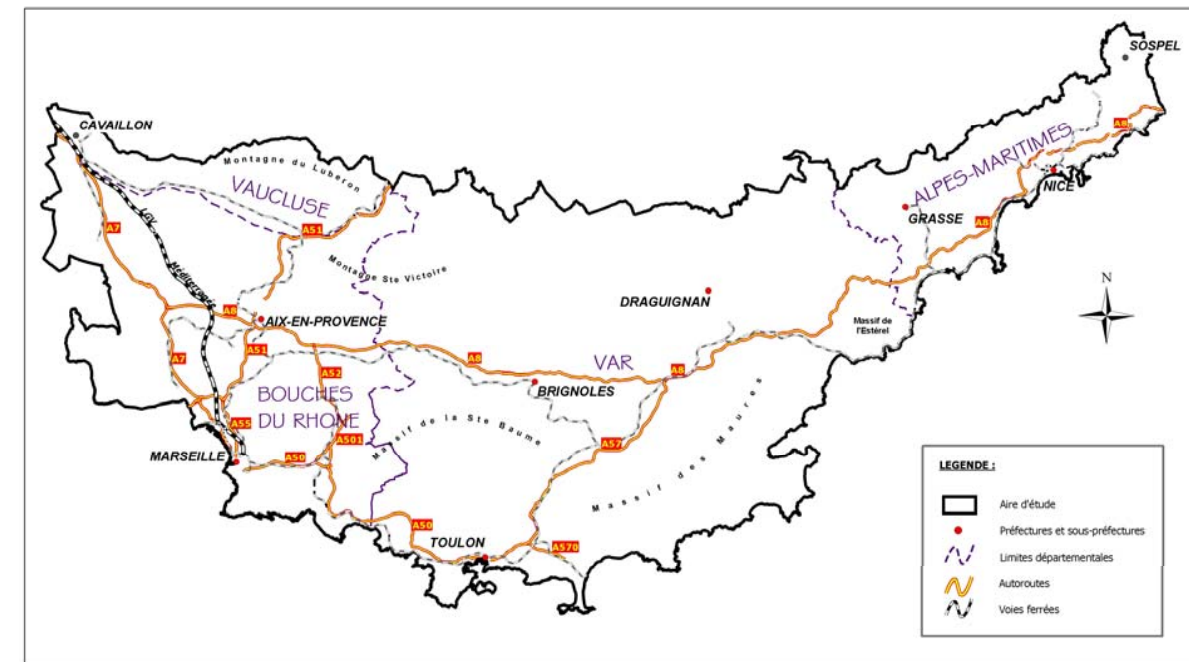 SOSPEL
CAVAILLON
A8
Montagne du Luberon
ALPES-MARITIMES
VAUCLUSE
NICE
GRASSE
LGV
A7
A51
A8
Méditerranée
Montagne Ste Victoire
N
DRAGUIGNAN
A8
AIX-EN-PROVENCE
Massif de
l'Estérel
A51
A7
A8
VAR
A8
A52
BRIGNOLES
BOUCHES
DU RHONE
Massif de la Ste Baume
Massif des Maures
A55
A501
A57
MARSEILLE
A50
A50
TOULON
A570
LEGENDE :
Aire d'étude
Préfectures et sous-préfectures
Limites départementales
Autoroutes
Voies ferrées